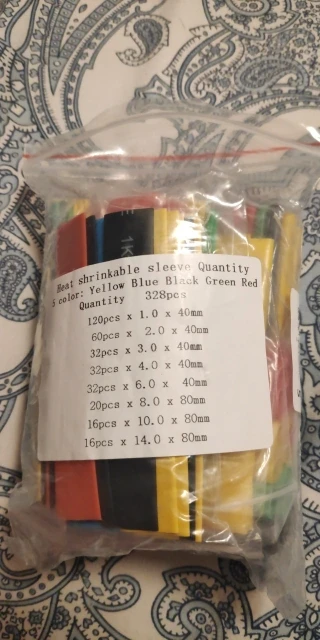 Heat shrinkable sleeve Quantity
5 color: Yellow Blue Black Green Red
Quantity 328pcs
120pcs x 1.0 x 40mm
60pcs x 2.0 x 40mm
32pcs x 3.0 x 40mm
32pcs x 4.0 x 40mm
32pcs x 6.0 x 40mm
20pcs x 8.0 x 80mm
16pcs x 10.0 x 80mm
16pcs x 14.0 x 80mm